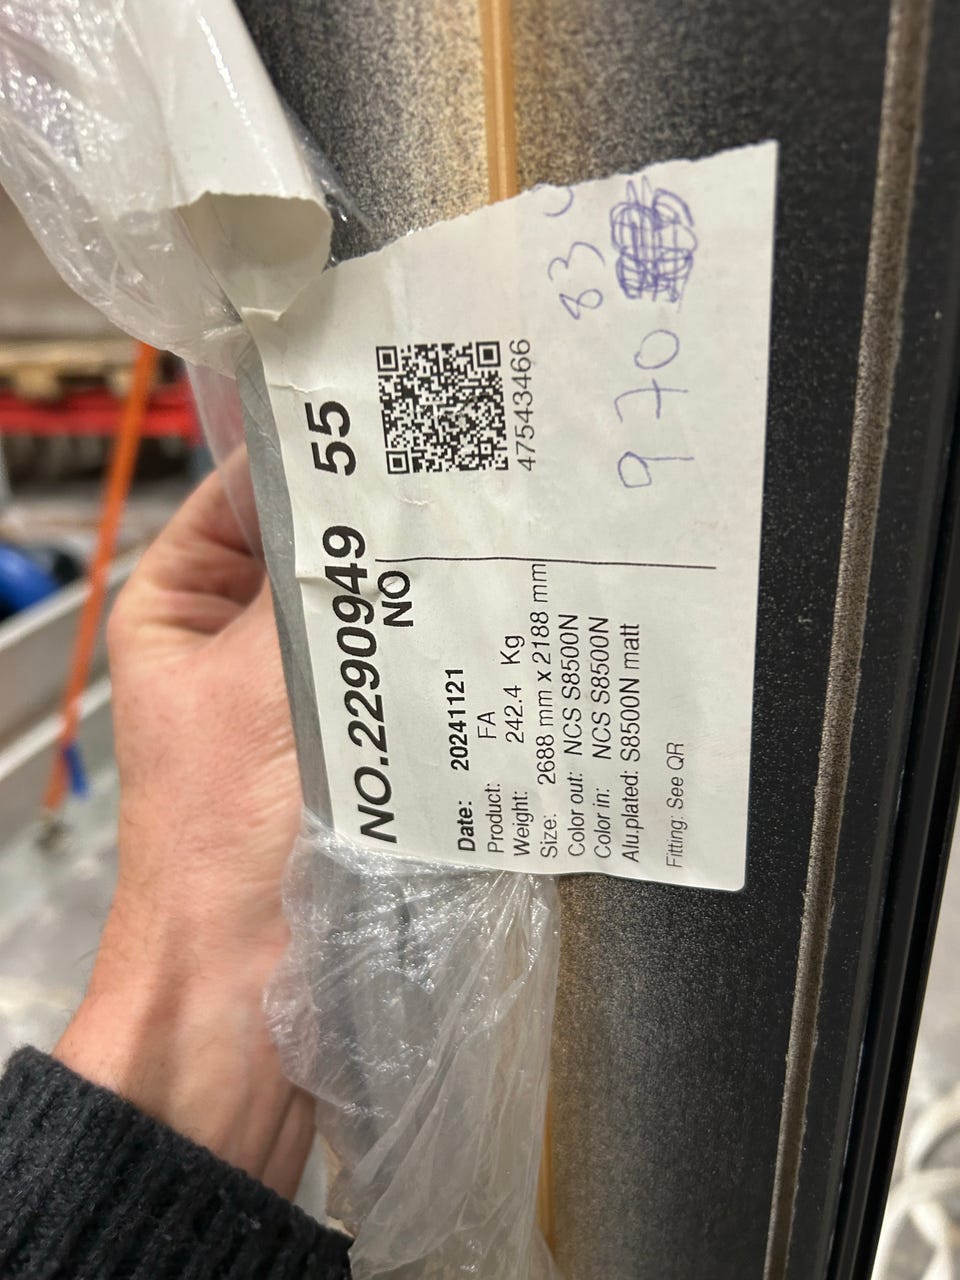 NO.2290949 55
NO
Date: 20241121
Product: FA
Weight: 242.4 Kg
Size: 2688 mm x 2188 mm
Color out: NCS S8500N
Color in: NCS S8500N
Alu.plated: S8500N matt
Fitting: See QR
47543466
83
970